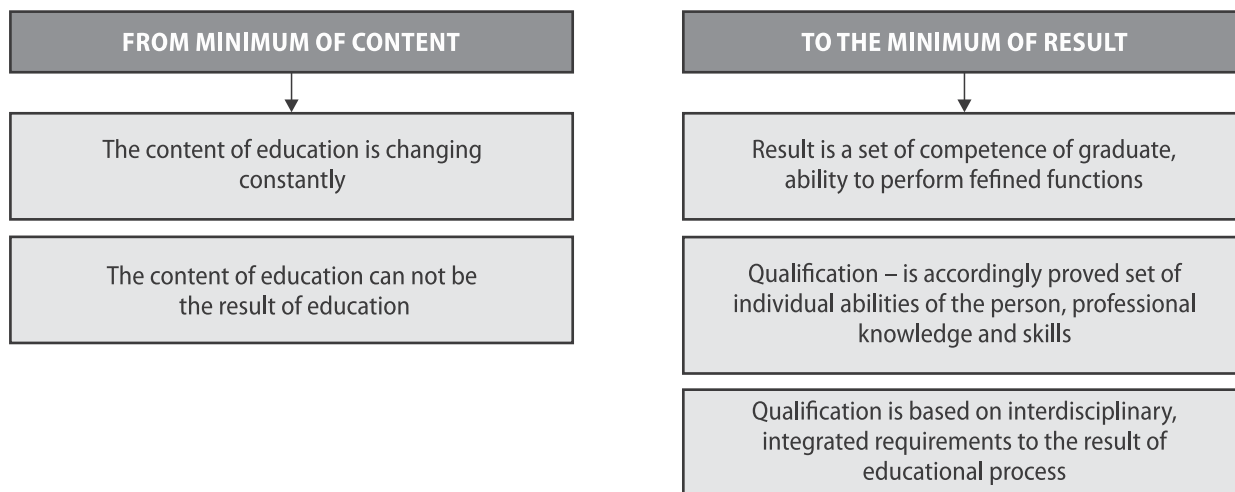 FROM MINIMUM OF CONTENT
The content of education is changing
constantly
The content of education can not be
the result of education
TO THE MINIMUM OF RESULT
Result is a set of competence of graduate,
ability to perform fefined functions
Qualification – is accordingly proved set of
individual abilities of the person, professional
knowledge and skills
Qualification is based on interdisciplinary,
integrated requirements to the result of
educational process